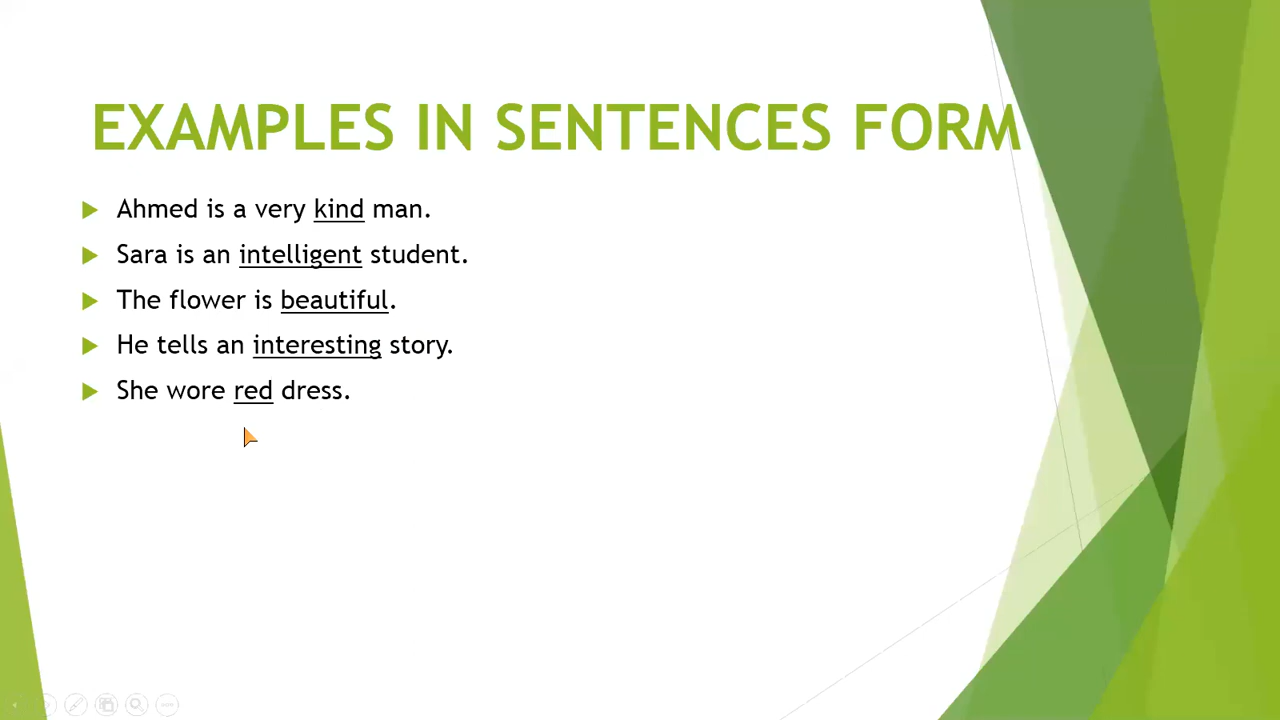 EXAMPLES IN SENTENCES FORM
Ahmed is a very kind man.
Sara is an intelligent student.
The flower is beautiful.
He tells an interesting story.
She wore red dress.